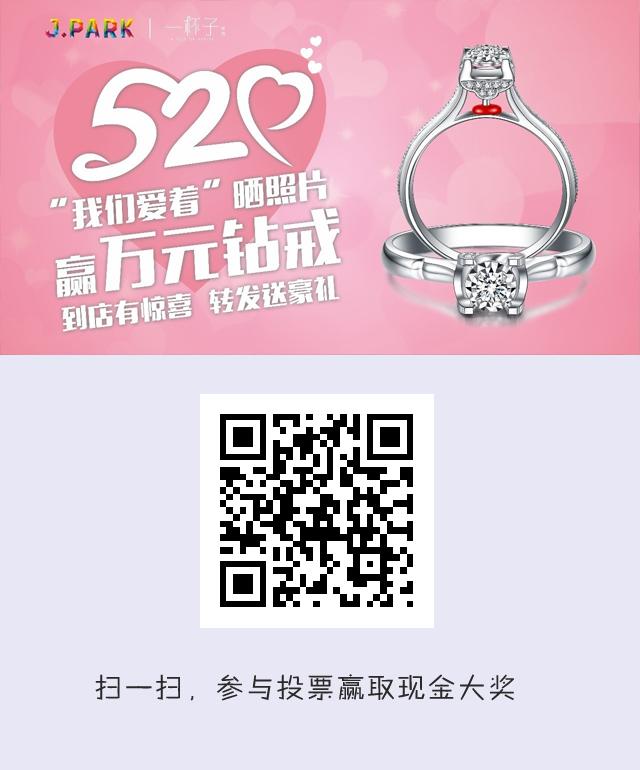 J.PARK | 一杯子
520
“我们爱着”晒照片
赢万元钻戒
到店有惊喜 转发送豪礼
扫一扫，参与投票赢取现金大奖